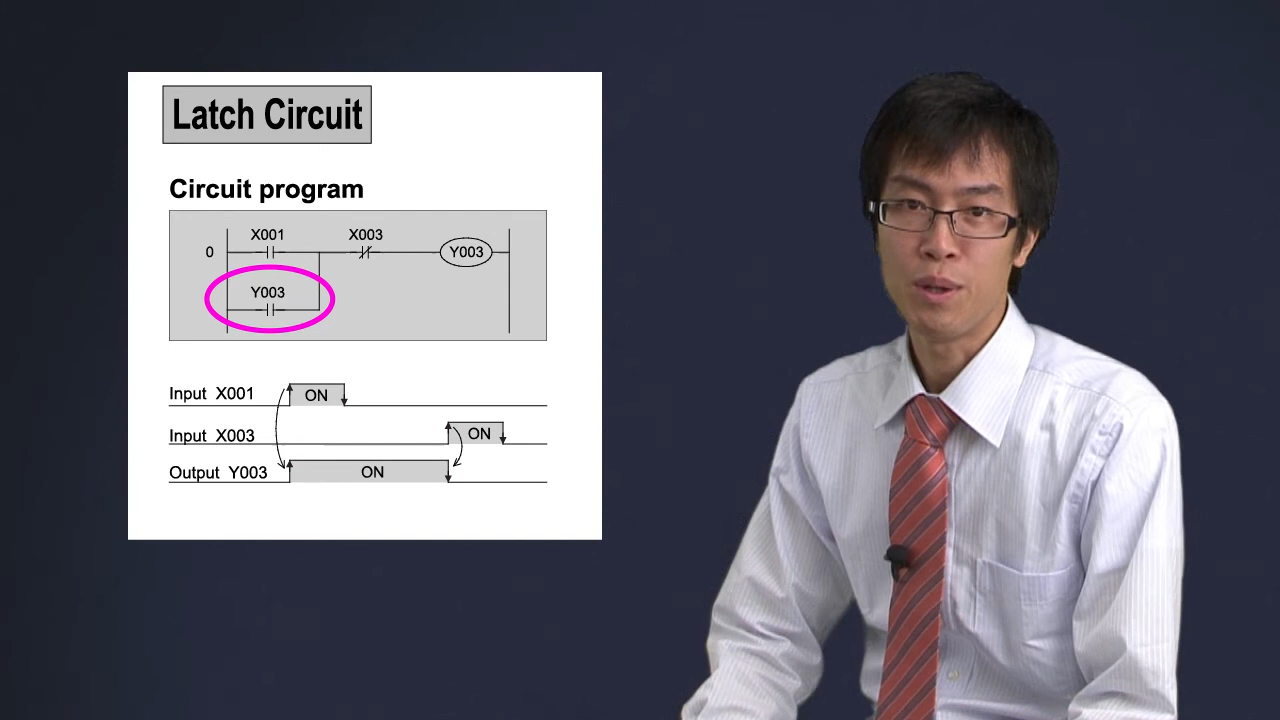 Latch Circuit
Circuit program
X001 X003
0 Y003
Y003
Input X001 ON
Input X003 ON
Output Y003 ON